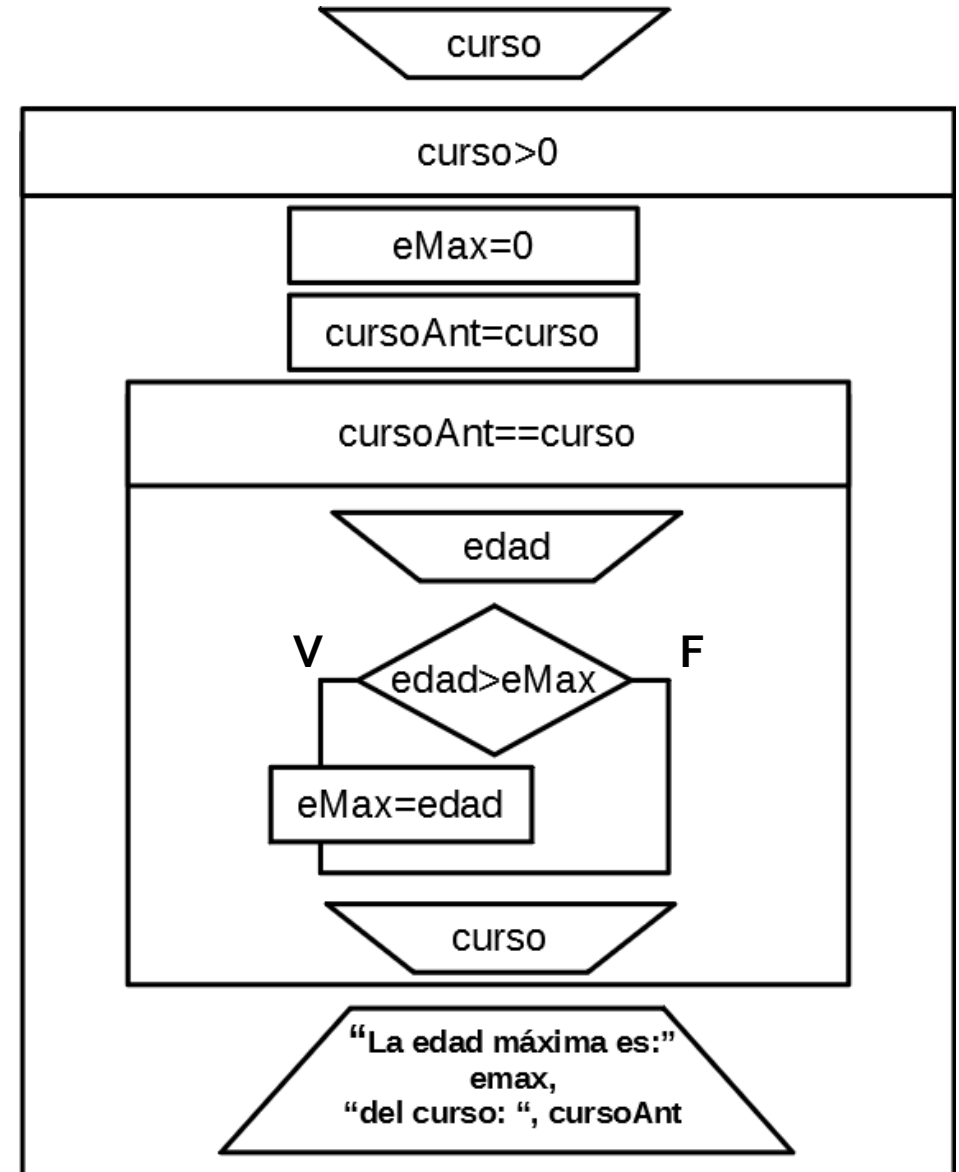 curso
curso>0
eMax=0
cursoAnt=curso
cursoAnt==curso
edad
V
F
edad>eMax
eMax=edad
curso
“La edad máxima es:”
emax,
“del curso: “, cursoAnt